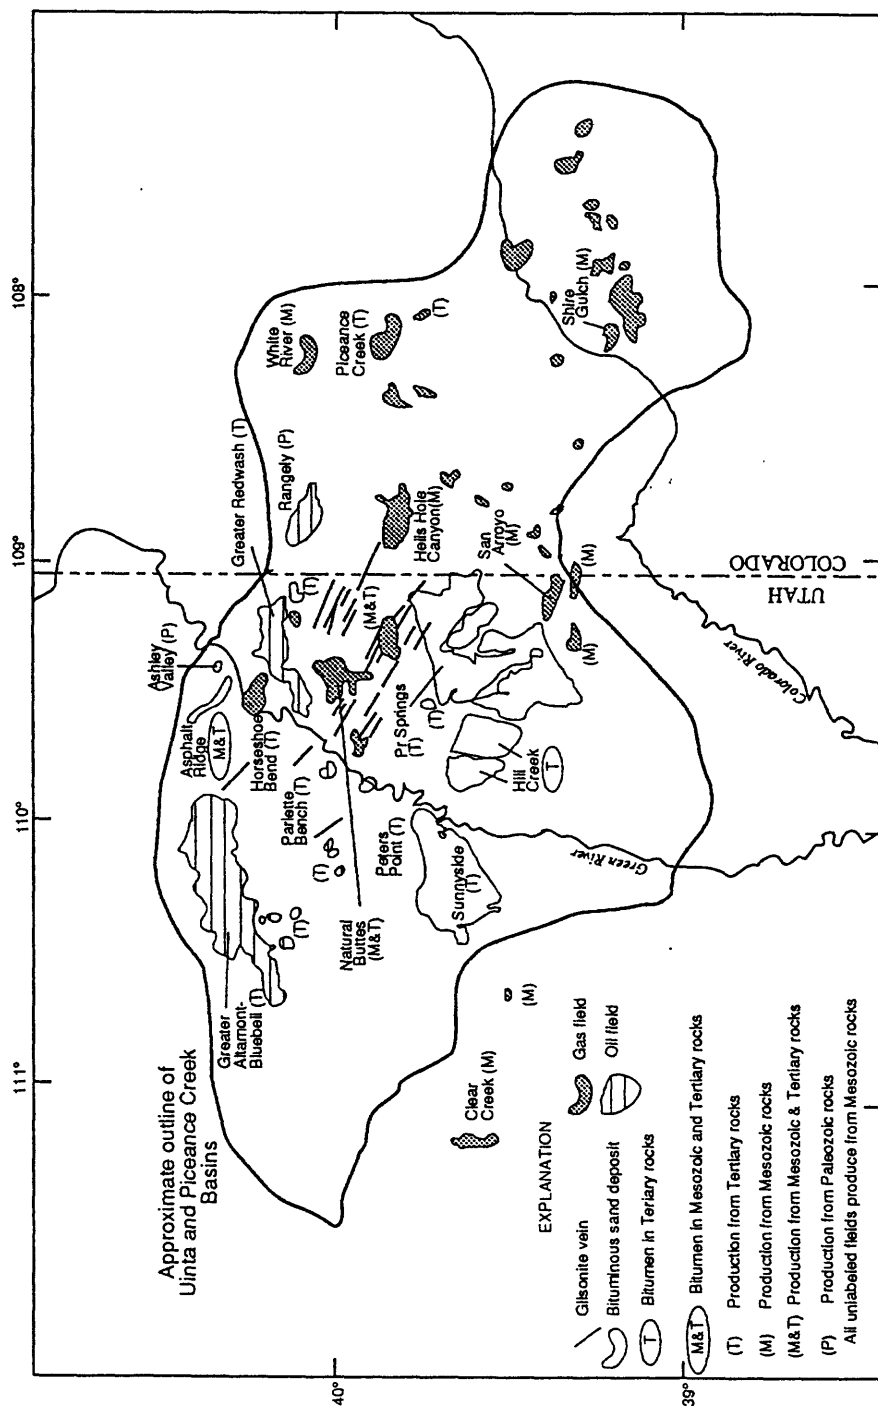 111°
110°
109°
108°
40°
39°
Approximate outline of
Uinta and Piceance Creek
Basins
Greater
Altamont-
Bluebell (T)
(T)
(T)
Asphalt
Ridge
M&T
Ashley
Valley (P)
Horseshoe
Bend (T)
Parlette
Bench (T)
Natural
Buttes
(M&T)
Peters
Point (T)
Sunnyside
(T)
Greater Redwash (T)
Rangely (P)
(T)
(M&T)
Hells Hole
Canyon(M)
White
River (M)
Piceance
Creek (T)
(T)
Pr Springs
(T)
(T)
Hill
Creek
T
San
Arroyo
(M)
(M)
(M)
Shire
Gulch (M)
UTAH
COLORADO
Green River
Colorado River
Clear
Creek (M)
(M)
EXPLANATION
Gilsonite vein
Bituminous sand deposit
T Bitumen in Tertiary rocks
M&T Bitumen in Mesozoic and Tertiary rocks
(T) Production from Tertiary rocks
(M) Production from Mesozoic rocks
(M&T) Production from Mesozoic & Tertiary rocks
(P) Production from Paleozoic rocks
All unlabeled fields produce from Mesozoic rocks
Gas field
Oil field